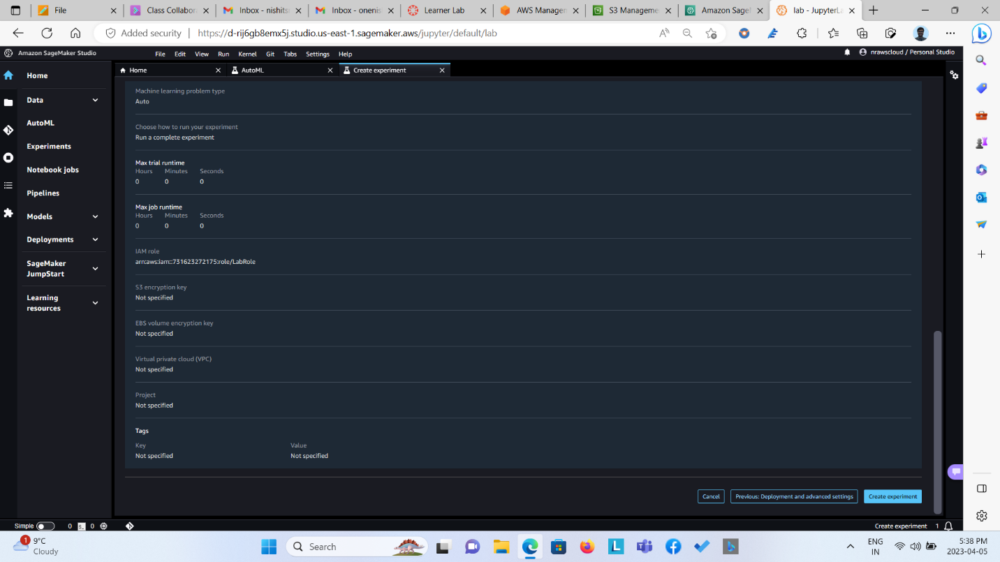 File
Class Collabora
Inbox - nishits
Inbox - onenis
Learner Lab
AWS Managem
S3 Manageme
Amazon Sagel
lab - JupyterLa
Added security
https://d-rij6gb8emx5j.studio.us-east-1.sagemaker.aws/jupyter/default/lab
Amazon SageMaker Studio
File Edit View Run Kernel Git Tabs Settings Help
nrawscloud / Personal Studio
Home
AutoML
Create experiment
Home
Data
AutoML
Experiments
Notebook jobs
Pipelines
Models
Deployments
SageMaker
JumpStart
Learning
resources
Machine learning problem type
Auto
Choose how to run your experiment
Run a complete experiment
Max trial runtime
Hours Minutes Seconds
0 0 0
Max job runtime
Hours Minutes Seconds
0 0 0
IAM role
arn:aws:iam::731623272175:role/LabRole
S3 encryption key
Not specified
EBS volume encryption key
Not specified
Virtual private cloud (VPC)
Not specified
Project
Not specified
Tags
Key Value
Not specified Not specified
Cancel
Previous: Deployment and advanced settings
Create experiment
Simple 0 0
Create experiment 1
1
9°C
Cloudy
Search
ENG
IN
5:38 PM
2023-04-05